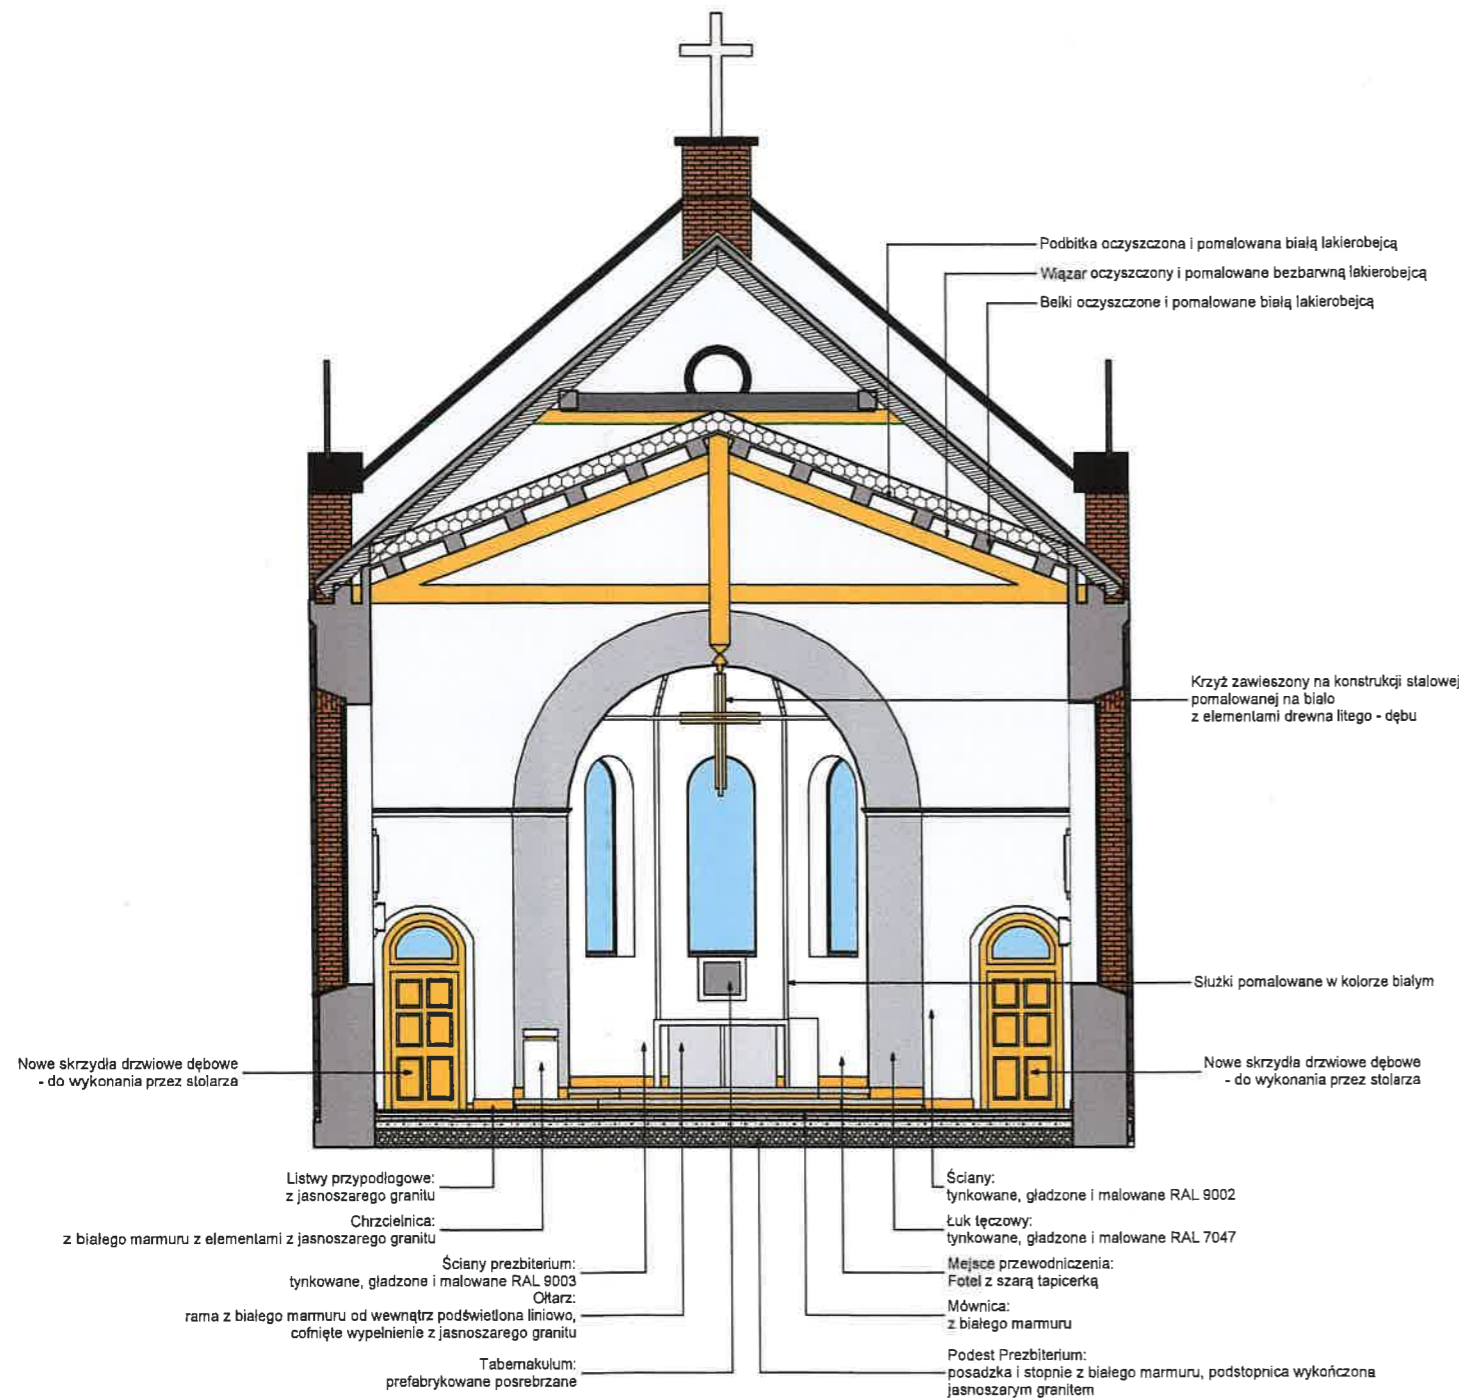 Podbitka oczyszczona i pomalowana białą lakierobejcą
Wiązar oczyszczony i pomalowane bezbarwną lakierobejcą
Belki oczyszczone i pomalowane białą lakierobejcą
Krzyż zawieszony na konstrukcji stalowej
pomalowanej na biało
z elementami drewna litego - dębu
Służki pomalowane w kolorze białym
Nowe skrzydła drzwiowe dębowe
- do wykonania przez stolarza
Nowe skrzydła drzwiowe dębowe
- do wykonania przez stolarza
Listwy przypodłogowe:
z jasnoszarego granitu
Chrzcielnica:
z białego marmuru z elementami z jasnoszarego granitu
Ściany prezbiterium:
tynkowane, gładzone i malowane RAL 9003
Ołtarz:
rama z białego marmuru od wewnątrz podświetlona liniowo,
cofnięte wypełnienie z jasnoszarego granitu
Tabernakulum:
prefabrykowane posrebrzane
Ściany:
tynkowane, gładzone i malowane RAL 9002
Łuk tęczowy:
tynkowane, gładzone i malowane RAL 7047
Mejsce przewodniczenia:
Fotel z szarą tapicerką
Mównica:
z białego marmuru
Podest Prezbiterium:
posadzka i stopnie z białego marmuru, podstopnica wykończona
jasnoszarym granitem